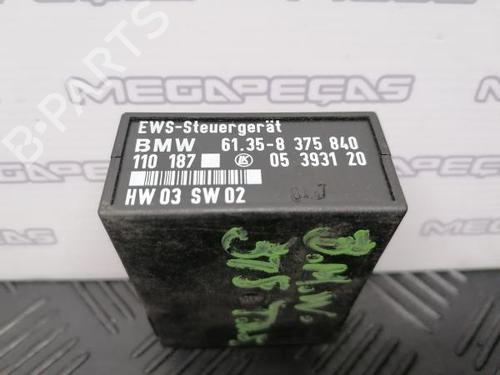 MEGAPEÇAS
B-PARTS
EWS-Steuergerät
BMW 61.35-8 375 840
110 187 LK 05 3931 20
HW 03 SW 02
B.M.W.